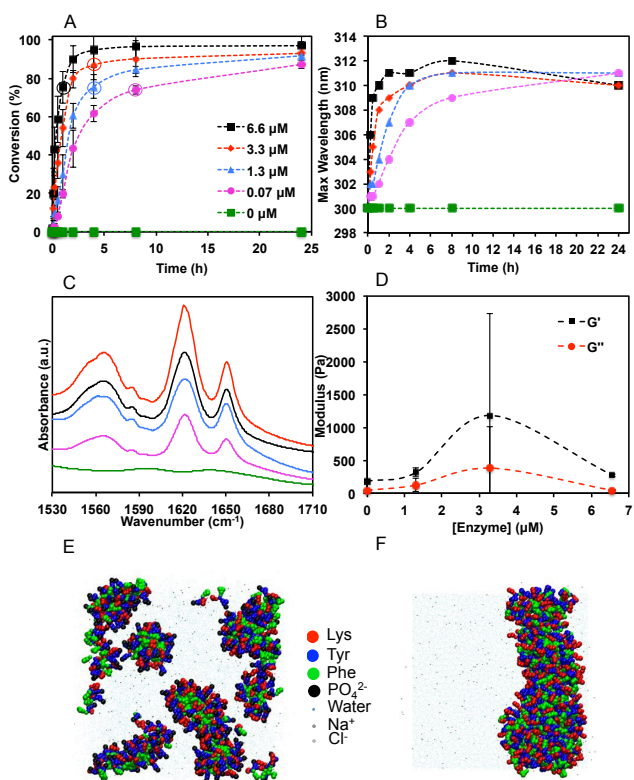 A
100
80
60
40
20
0
Conversion (%)
6.6 µM
3.3 µM
1.3 µM
0.07 µM
0 µM
0 5 10 15 20 25
Time (h)
B
314
312
310
308
306
304
302
300
298
Max Wavelength (nm)
0 2 4 6 8 10 12 14 16 18 20 22 24
Time (h)
C
Absorbance (a.u.)
1530 1560 1590 1620 1650 1680 1710
Wavenumber (cm-1)
D
3000
2500
2000
1500
1000
500
0
Modulus (Pa)
G'
G''
0 1 2 3 4 5 6 7
[Enzyme] (µM)
E
F
Lys
Tyr
Phe
PO₄²⁻
Water
Na⁺
Cl⁻